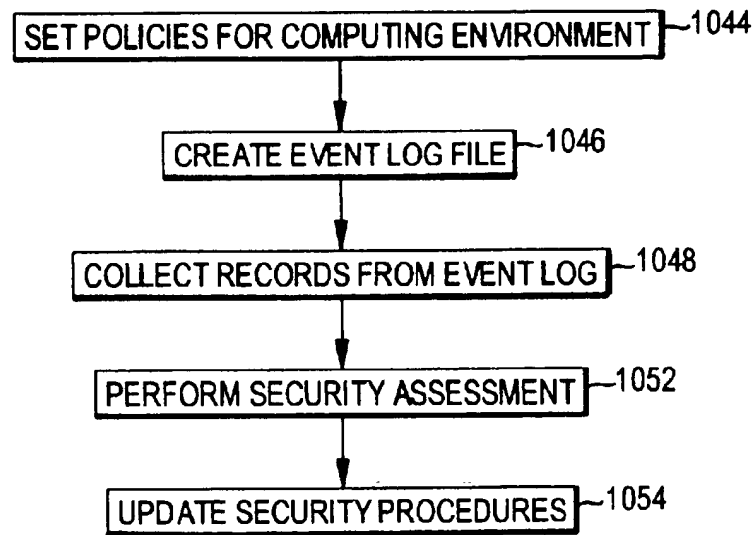 SET POLICIES FOR COMPUTING ENVIRONMENT 1044
CREATE EVENT LOG FILE 1046
COLLECT RECORDS FROM EVENT LOG 1048
PERFORM SECURITY ASSESSMENT 1052
UPDATE SECURITY PROCEDURES 1054